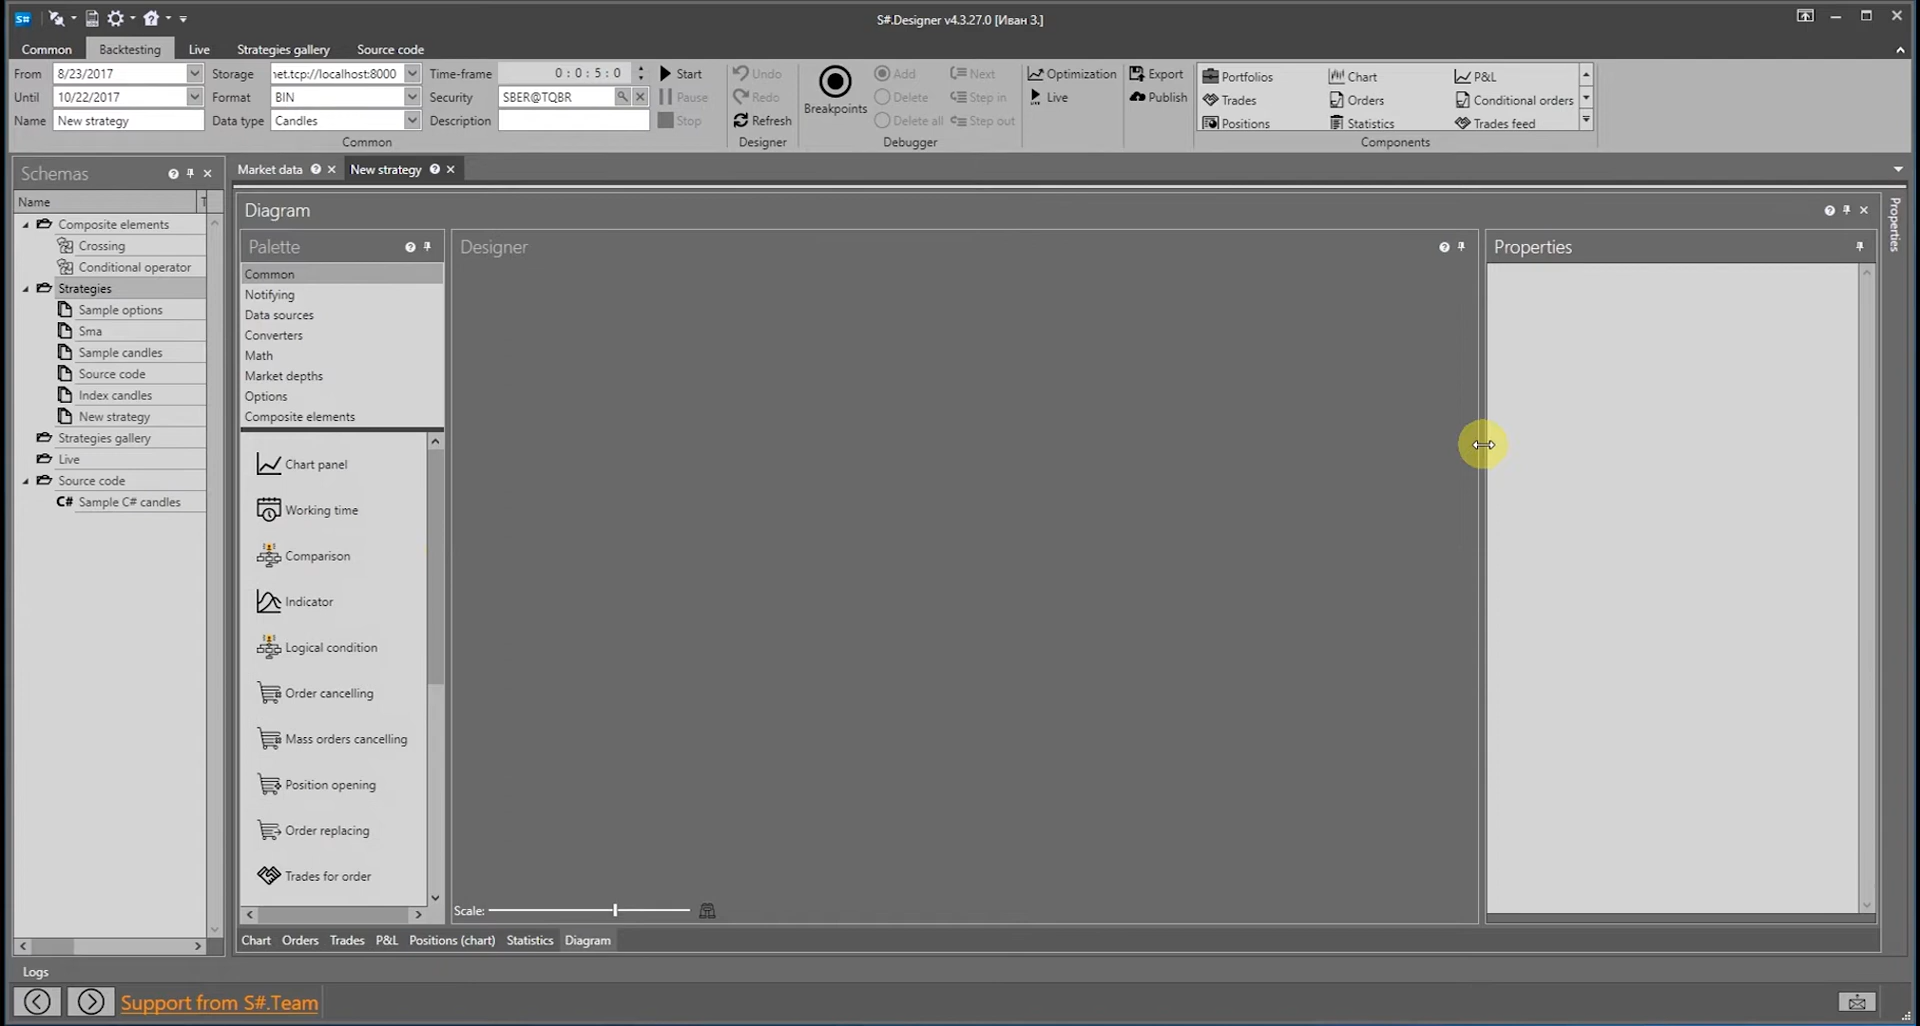 S#.Designer v4.3.27.0 [Иван З.]
Common Backtesting Live Strategies gallery Source code
From 8/23/2017 Storage net.tcp://localhost:8000 Time-frame 0 : 0 : 5 : 0 Start Undo Add Next Optimization Export Portfolios Chart P&L
Until 10/22/2017 Format BIN Security SBER@TQBR Pause Redo Breakpoints Delete Step in Live Publish Trades Orders Conditional orders
Name New strategy Data type Candles Description Stop Refresh Delete all Step out Positions Statistics Trades feed
Common Designer Debugger Components
Schemas
Market data New strategy
Name T
Diagram
Properties
Composite elements
Crossing
Conditional operator
Strategies
Sample options
Sma
Sample candles
Source code
Index candles
New strategy
Strategies gallery
Live
Source code
C# Sample C# candles
Palette
Common
Notifying
Data sources
Converters
Math
Market depths
Options
Composite elements
Chart panel
Working time
Comparison
Indicator
Logical condition
Order cancelling
Mass orders cancelling
Position opening
Order replacing
Trades for order
Designer
Properties
Scale:
Chart Orders Trades P&L Positions (chart) Statistics Diagram
Logs
Support from S#.Team